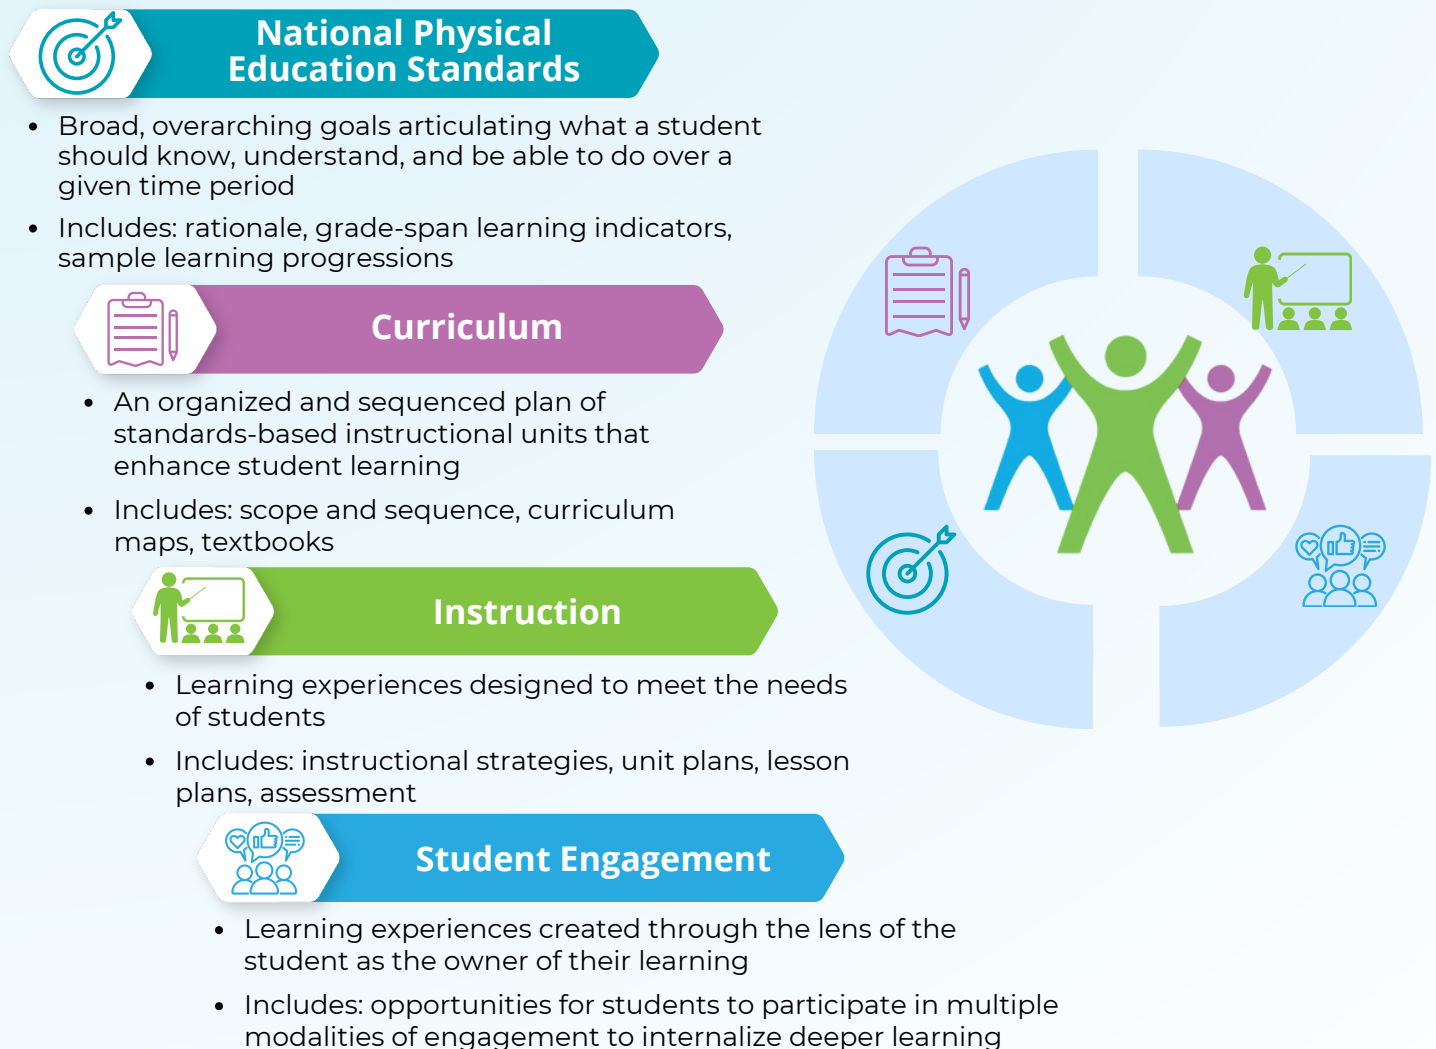 National Physical
Education Standards
• Broad, overarching goals articulating what a student
should know, understand, and be able to do over a
given time period
• Includes: rationale, grade-span learning indicators,
sample learning progressions
Curriculum
• An organized and sequenced plan of
standards-based instructional units that
enhance student learning
• Includes: scope and sequence, curriculum
maps, textbooks
Instruction
• Learning experiences designed to meet the needs
of students
• Includes: instructional strategies, unit plans, lesson
plans, assessment
Student Engagement
• Learning experiences created through the lens of the
student as the owner of their learning
• Includes: opportunities for students to participate in multiple
modalities of engagement to internalize deeper learning